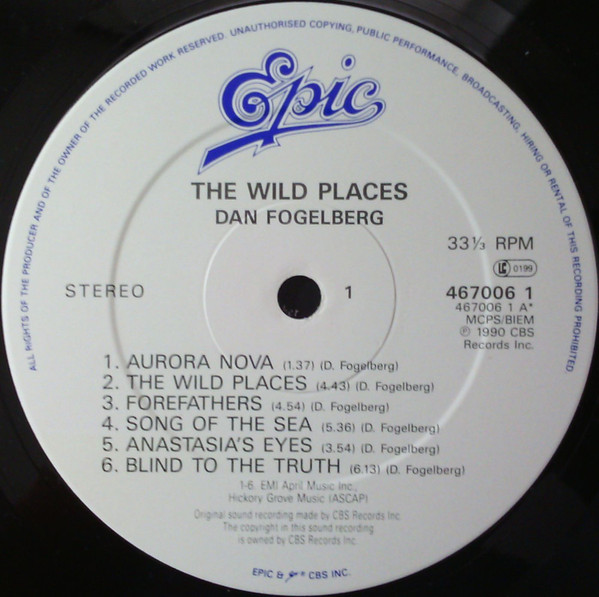 ALL RIGHTS OF THE PRODUCER AND OF THE OWNER OF THE RECORDED WORK RESERVED. UNAUTHORISED COPYING, PUBLIC PERFORMANCE, BROADCASTING, HIRING OR RENTAL OF THIS RECORDING PROHIBITED.
Epic
THE WILD PLACES
DAN FOGELBERG
33⅓ RPM
LC 0199
STEREO
1
467006 1
467006 1 A*
MCPS/BIEM
℗ 1990 CBS
Records Inc.
1. AURORA NOVA (1.37) (D. Fogelberg)
2. THE WILD PLACES (4.43) (D. Fogelberg)
3. FOREFATHERS (4.54) (D. Fogelberg)
4. SONG OF THE SEA (5.36) (D. Fogelberg)
5. ANASTASIA'S EYES (3.54) (D. Fogelberg)
6. BLIND TO THE TRUTH (6.13) (D. Fogelberg)
1-6. EMI April Music Inc.,
Hickory Grove Music (ASCAP)
Original sound recording made by CBS Records Inc.
The copyright in this sound recording
is owned by CBS Records Inc.
EPIC & ® CBS INC.